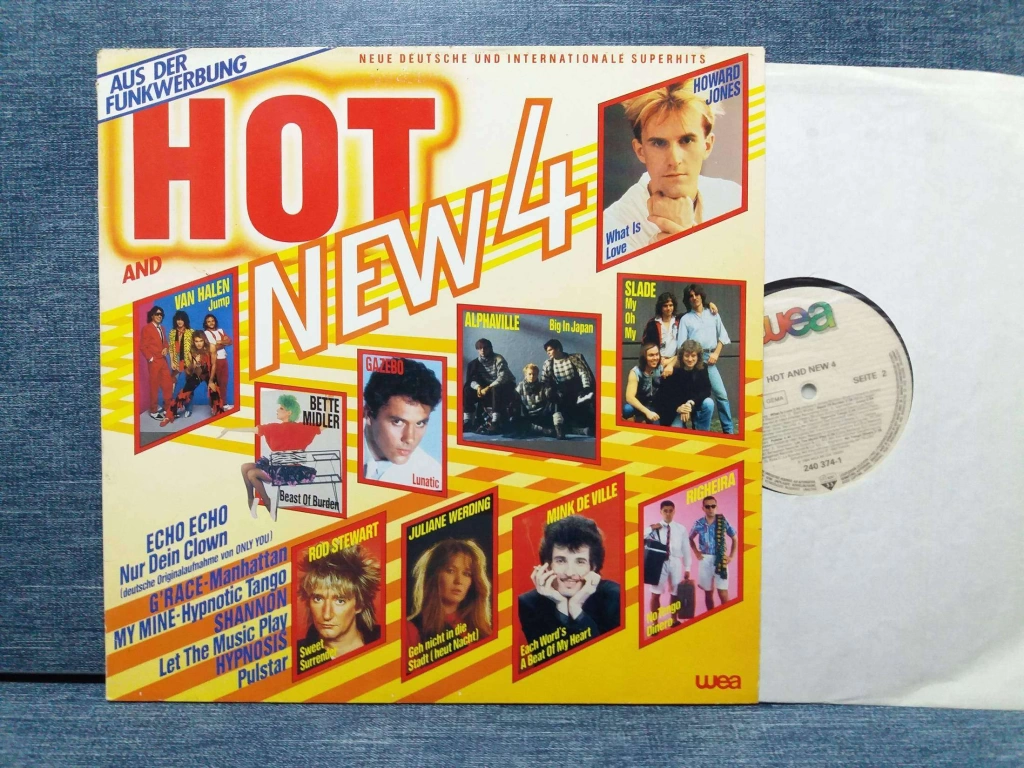 AUS DER
FUNKWERBUNG
NEUE DEUTSCHE UND INTERNATIONALE SUPERHITS
HOT
AND
NEW 4
HOWARD
JONES
What Is
Love
VAN HALEN
Jump
BETTE
MIDLER
Beast Of Burden
GAZEBO
Lunatic
ALPHAVILLE
Big In Japan
SLADE
My
Oh
My
ECHO ECHO
Nur Dein Clown
(deutsche Originalaufnahme von ONLY YOU)
G'RACE-Manhattan
MY MINE-Hypnotic Tango
SHANNON
Let The Music Play
HYPNOSIS
Pulstar
ROD STEWART
Sweet
Surrender
JULIANE WERDING
Geh nicht in die
Stadt (heut Nacht)
MINK DE VILLE
Each Word's
A Beat Of My Heart
RIGHEIRA
No Tengo
Dinero
wea
wea
HOT AND NEW 4
SEITE 2
GEMA
240 374-1